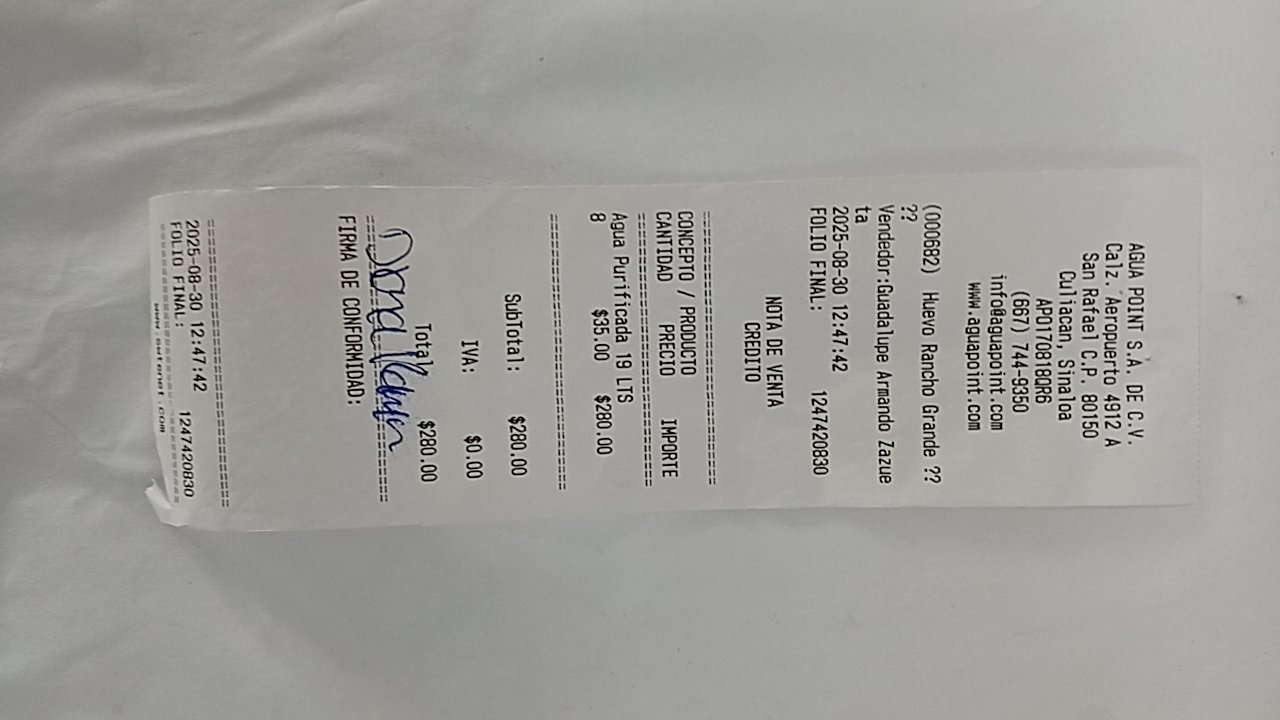 AGUA POINT S.A. DE C.V.
Calz. Aeropuerto 4912 A
San Rafael C.P. 80150
Culiacan, Sinaloa
APO170818QR6
(667) 744-9350
info@aguapoint.com
www.aguapoint.com
(000682) Huevo Rancho Grande ??
??
Vendedor:Guadalupe Armando Zazue
ta
2025-08-30 12:47:42
FOLIO FINAL: 1247420830
NOTA DE VENTA
CREDITO
================================
CONCEPTO / PRODUCTO
CANTIDAD PRECIO IMPORTE
================================
Agua Purificada 19 LTS
8 $35.00 $280.00
================================
SubTotal: $280.00
IVA: $0.00
Total: $280.00
================================
FIRMA DE CONFORMIDAD:
================================
2025-08-30 12:47:42
FOLIO FINAL: 1247420830
================================